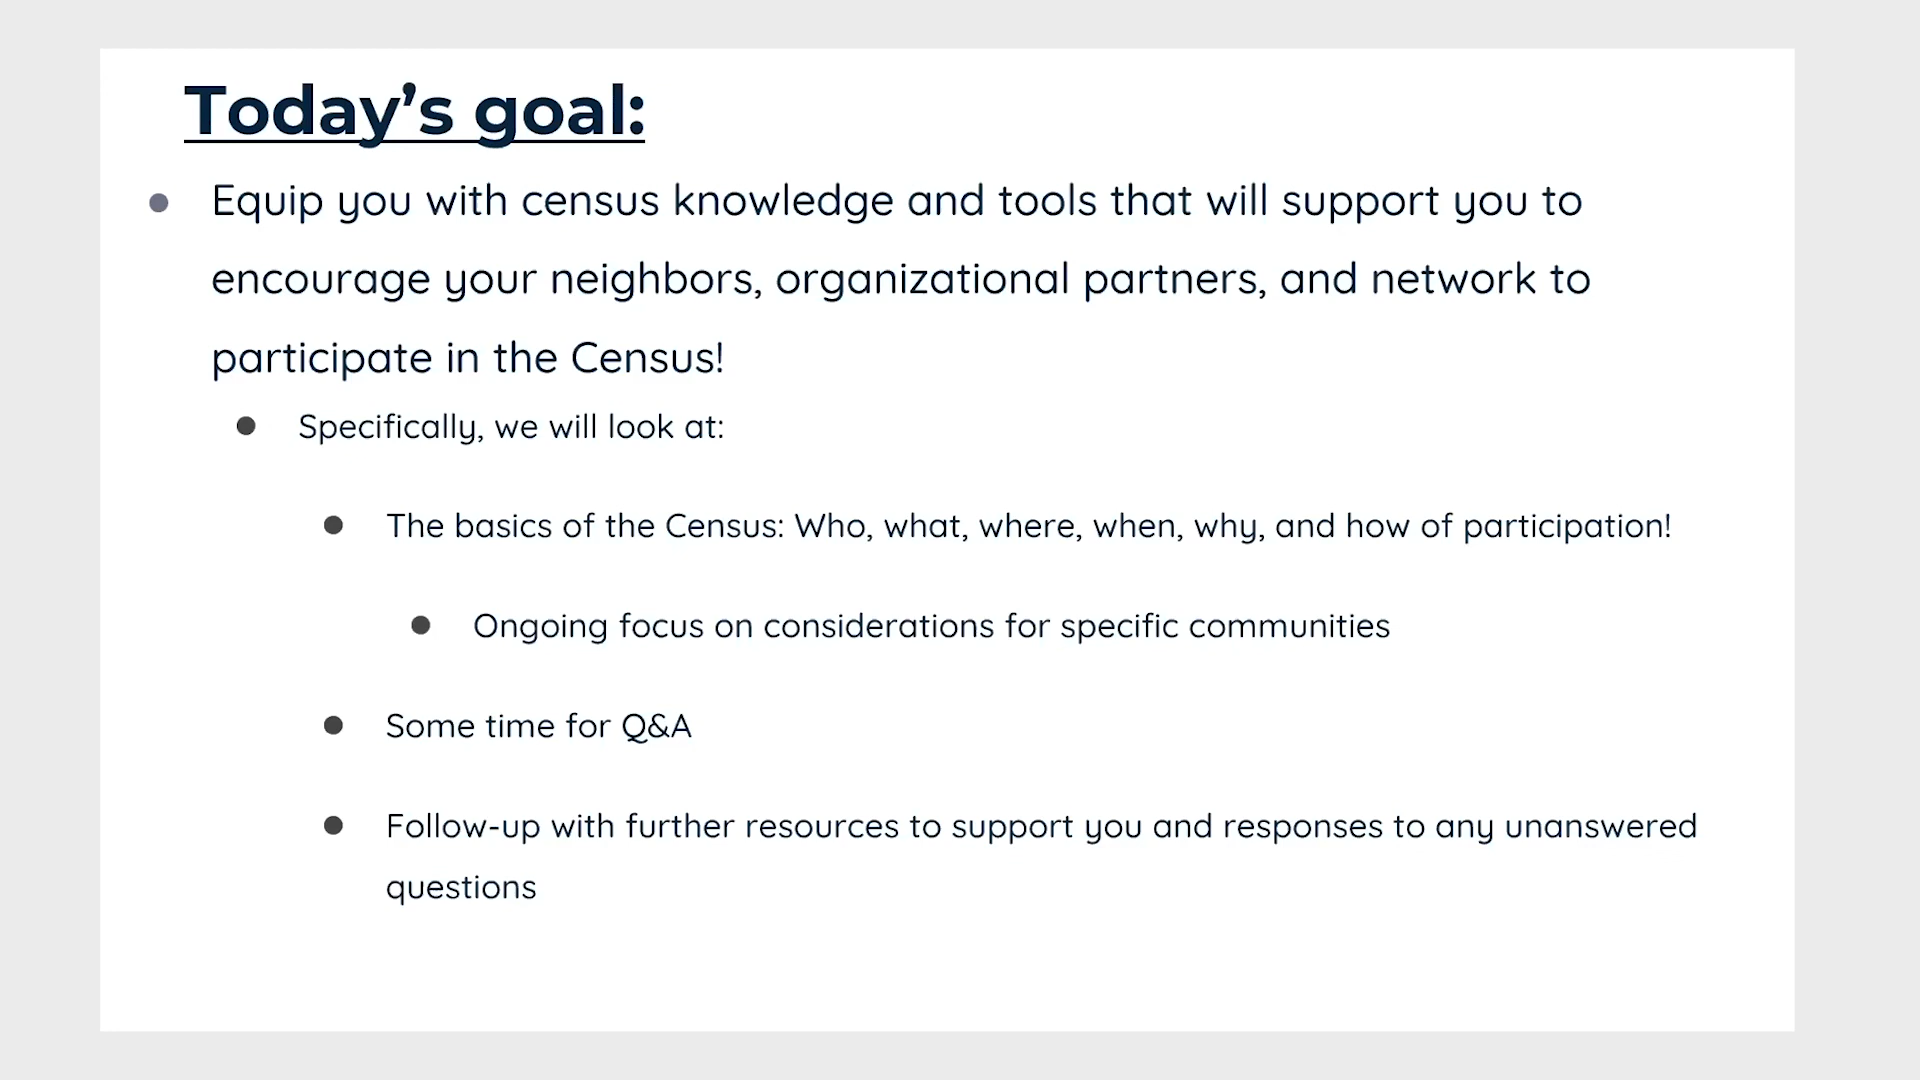 Today’s goal:
Equip you with census knowledge and tools that will support you to
encourage your neighbors, organizational partners, and network to
participate in the Census!
Specifically, we will look at:
The basics of the Census: Who, what, where, when, why, and how of participation!
Ongoing focus on considerations for specific communities
Some time for Q&A
Follow-up with further resources to support you and responses to any unanswered
questions